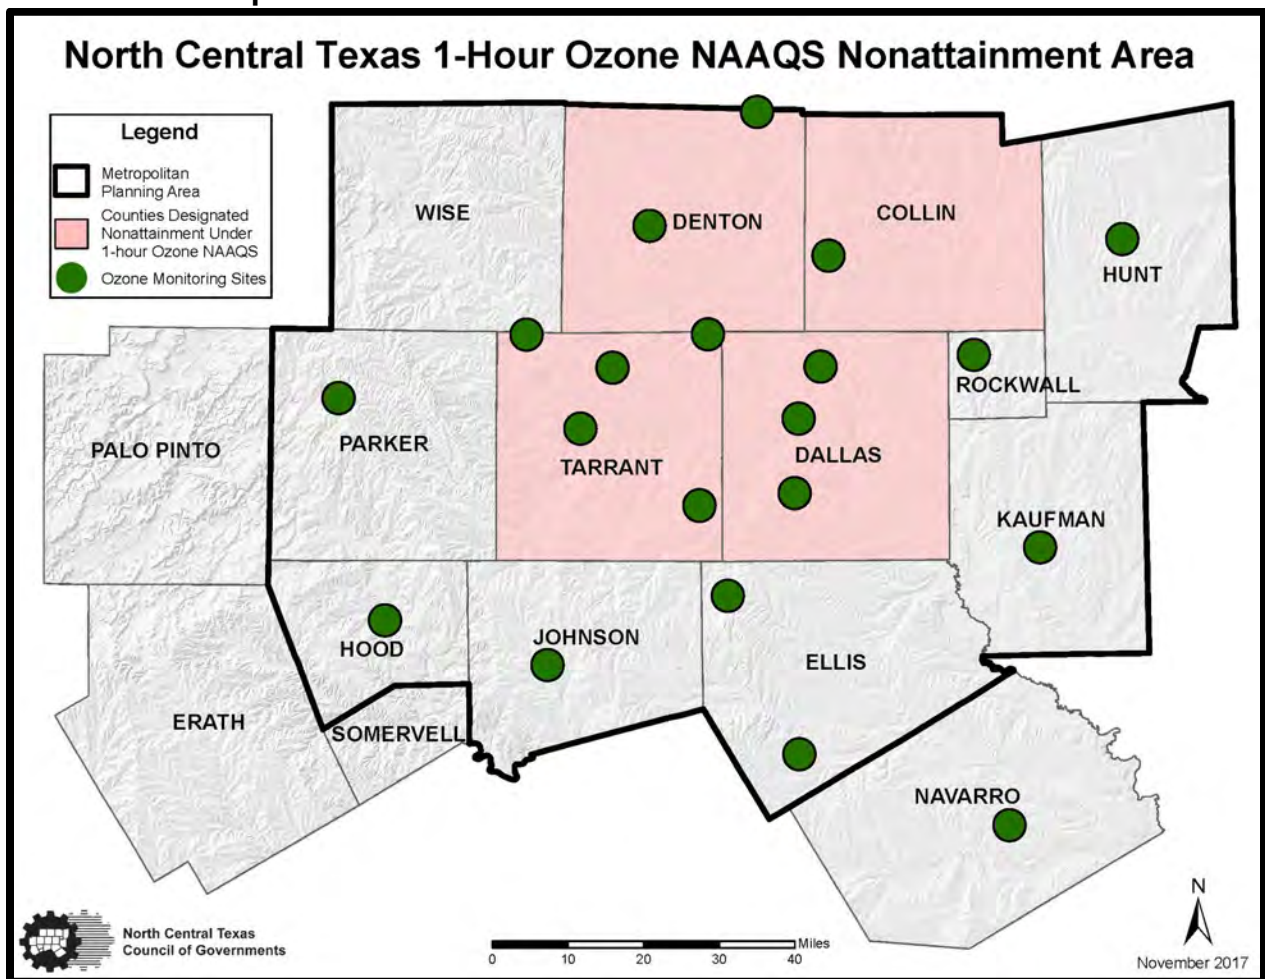 North Central Texas 1-Hour Ozone NAAQS Nonattainment Area
Legend
Metropolitan
Planning Area
Counties Designated
Nonattainment Under
1-hour Ozone NAAQS
Ozone Monitoring Sites
WISE
DENTON
COLLIN
HUNT
ROCKWALL
PALO PINTO
PARKER
TARRANT
DALLAS
KAUFMAN
HOOD
JOHNSON
ELLIS
ERATH
SOMERVELL
NAVARRO
North Central Texas
Council of Governments
Miles
0 10 20 30 40
N
November 2017